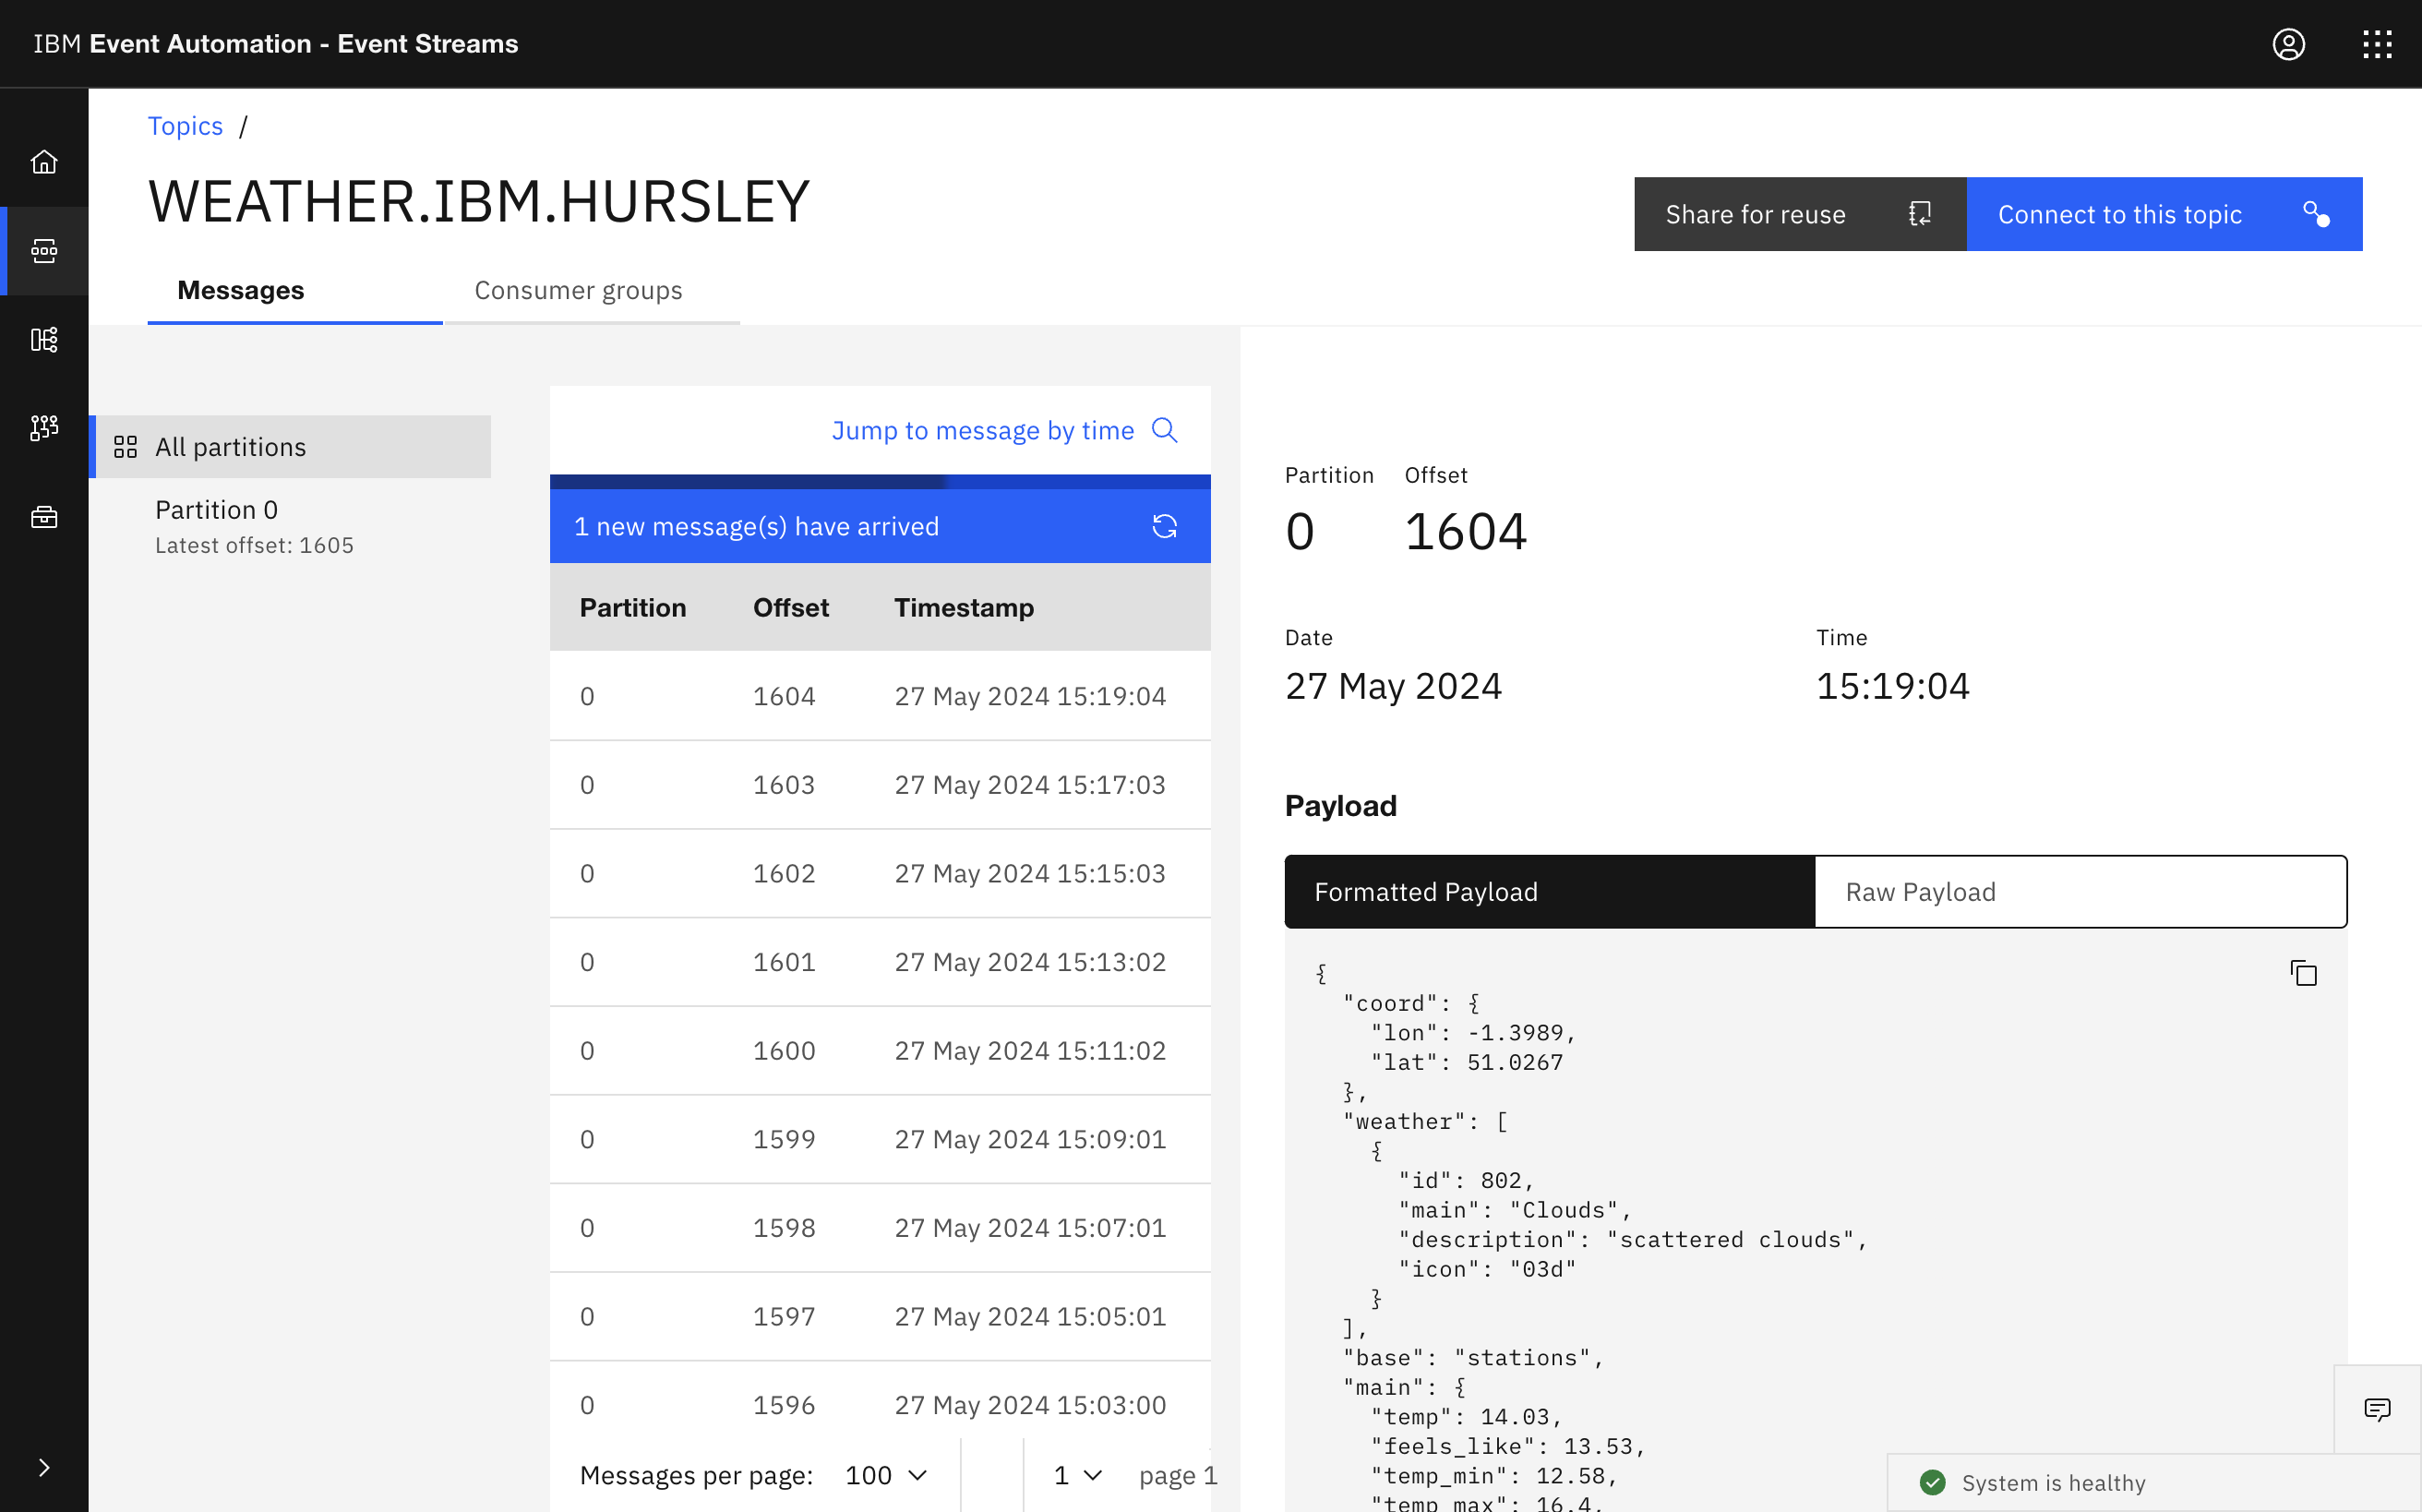 IBM Event Automation - Event Streams
Topics /
WEATHER.IBM.HURSLEY
Share for reuse
Connect to this topic
Messages
Consumer groups
All partitions
Partition 0
Latest offset: 1605
Jump to message by time
1 new message(s) have arrived
Partition Offset Timestamp
0 1604 27 May 2024 15:19:04
0 1603 27 May 2024 15:17:03
0 1602 27 May 2024 15:15:03
0 1601 27 May 2024 15:13:02
0 1600 27 May 2024 15:11:02
0 1599 27 May 2024 15:09:01
0 1598 27 May 2024 15:07:01
0 1597 27 May 2024 15:05:01
0 1596 27 May 2024 15:03:00
Messages per page: 100 1 page 1
Partition Offset
0 1604
Date Time
27 May 2024 15:19:04
Payload
Formatted Payload Raw Payload
{
"coord": {
"lon": -1.3989,
"lat": 51.0267
},
"weather": [
{
"id": 802,
"main": "Clouds",
"description": "scattered clouds",
"icon": "03d"
}
],
"base": "stations",
"main": {
"temp": 14.03,
"feels_like": 13.53,
"temp_min": 12.58,
"temp_max": 16.4,
System is healthy